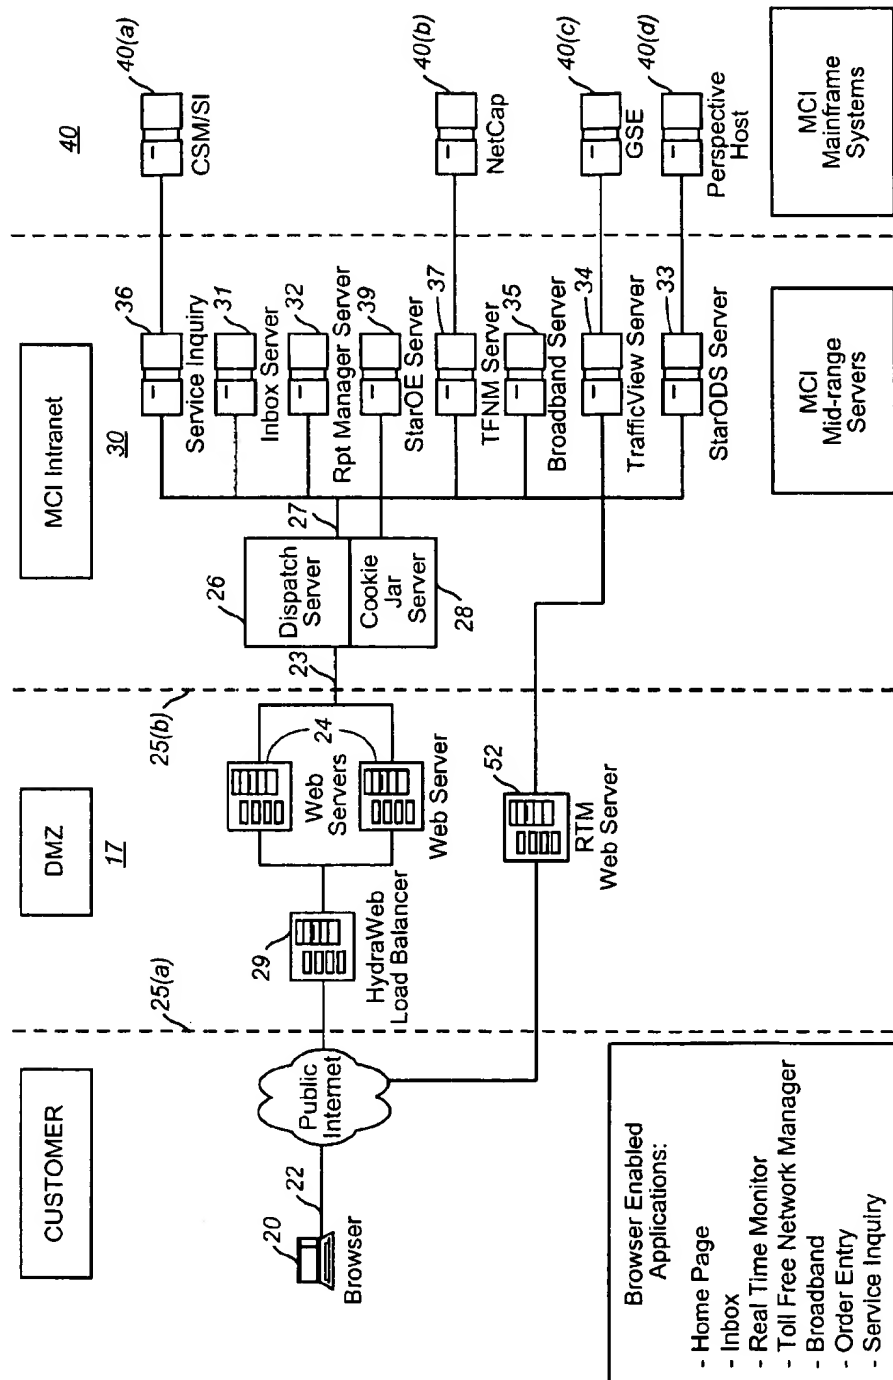 CUSTOMER
DMZ
17
MCI Intranet
30
40
25(a)
25(b)
20
22
Browser
Public
Internet
29
HydraWeb
Load Balancer
24
Web
Servers
Web Server
52
RTM
Web Server
23
26
Dispatch
Server
Cookie
Jar
Server
28
27
36
Service Inquiry
31
Inbox Server
32
Rpt Manager Server
39
StarOE Server
37
TFNM Server
35
Broadband Server
34
TrafficView Server
33
StarODS Server
40(a)
CSM/SI
40(b)
NetCap
40(c)
GSE
40(d)
Perspective
Host
Browser Enabled
Applications:
- Home Page
- Inbox
- Real Time Monitor
- Toll Free Network Manager
- Broadband
- Order Entry
- Service Inquiry
MCI
Mid-range
Servers
MCI
Mainframe
Systems